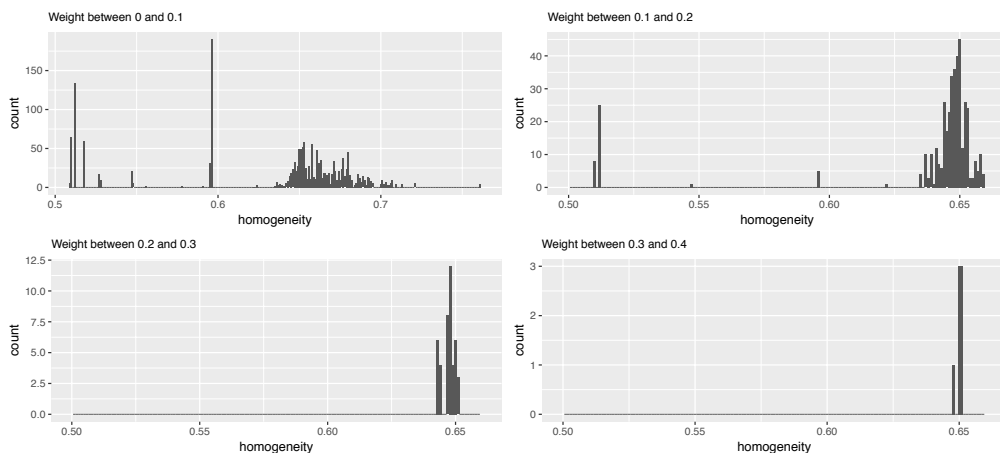 Weight between 0 and 0.1
150
100
50
0
count
0.5 0.6 0.7
homogeneity
Weight between 0.1 and 0.2
40
30
20
10
0
count
0.50 0.55 0.60 0.65
homogeneity
Weight between 0.2 and 0.3
12.5
10.0
7.5
5.0
2.5
0.0
count
0.50 0.55 0.60 0.65
homogeneity
Weight between 0.3 and 0.4
3
2
1
0
count
0.50 0.55 0.60 0.65
homogeneity